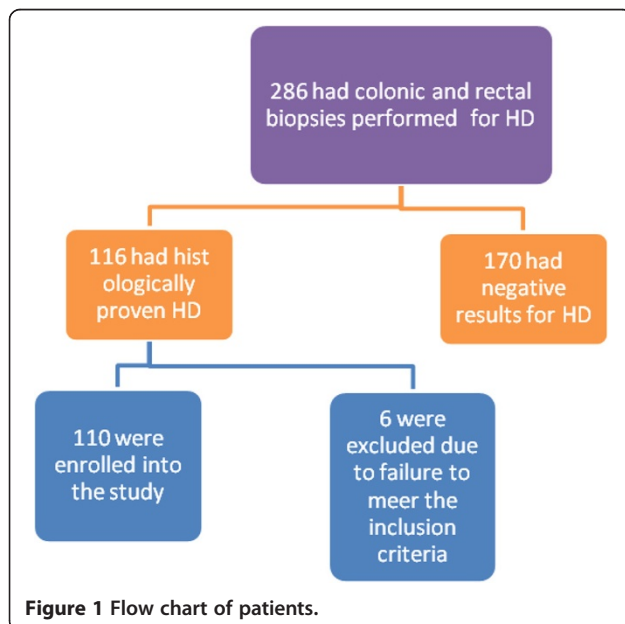 286 had colonic and rectal
biopsies performed for HD
116 had hist
ologically
proven HD
170 had
negative
results for HD
110 were
enrolled into
the study
6 were
excluded due
to failure to
meer the
inclusion
criteria
Figure 1 Flow chart of patients.